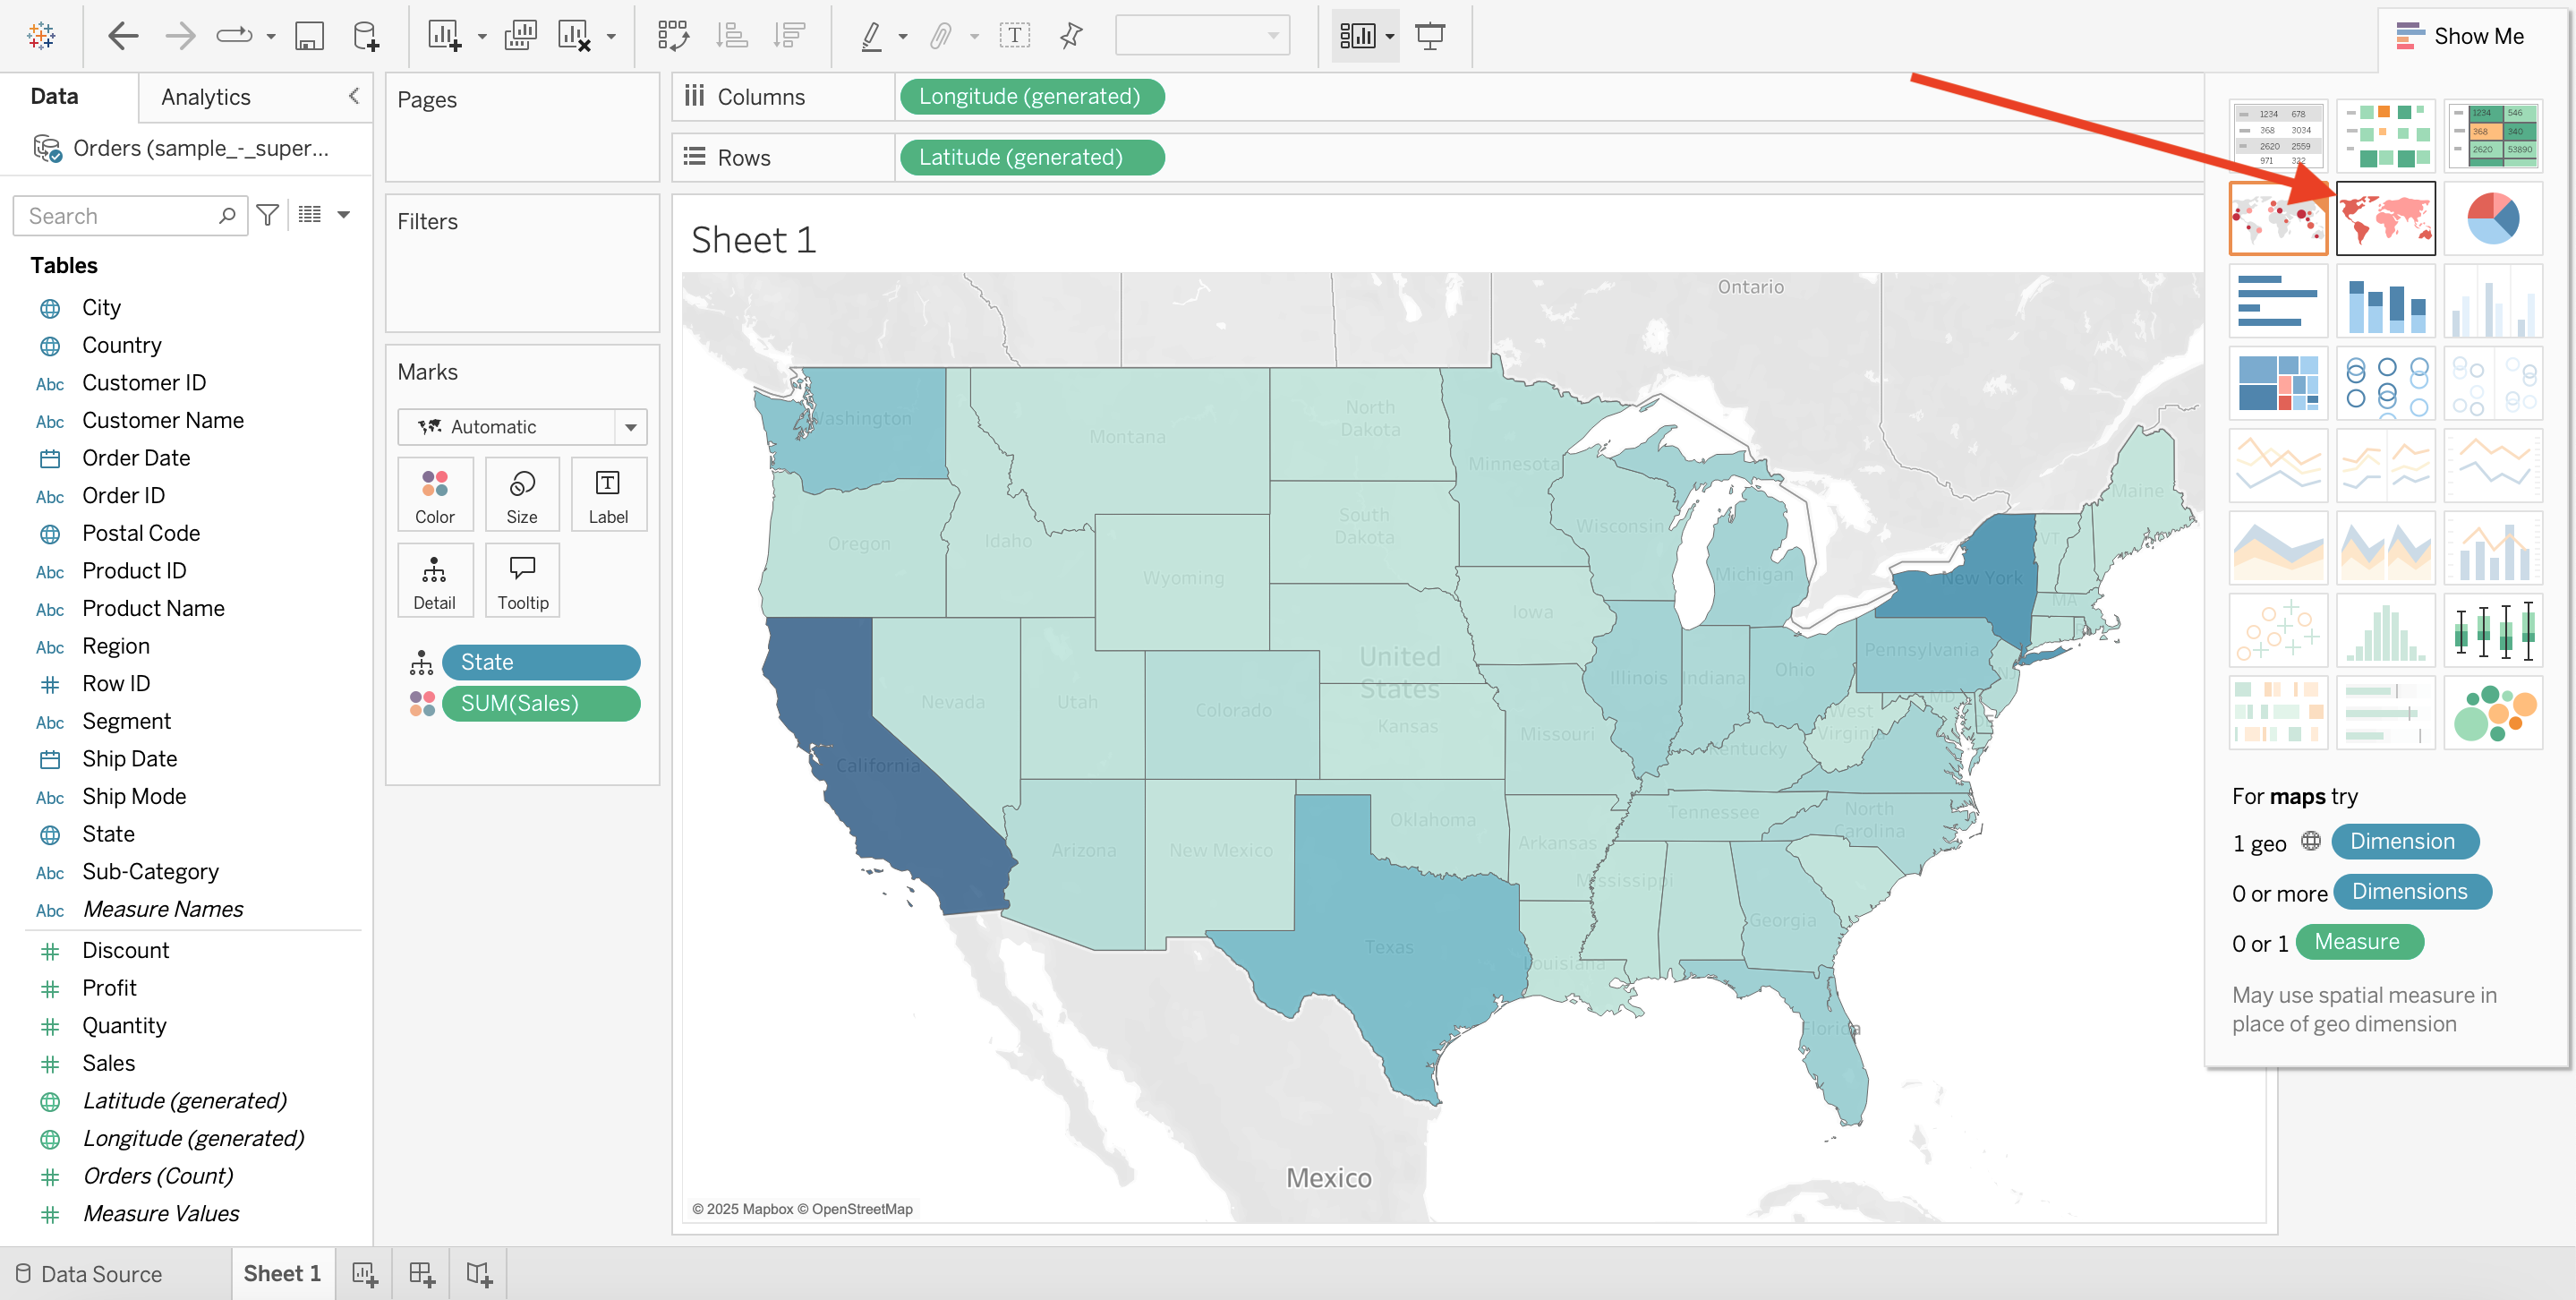 Show Me
Data
Analytics
Orders (sample_-_super...
Search
Tables
City
Country
Abc Customer ID
Abc Customer Name
Order Date
Abc Order ID
Postal Code
Abc Product ID
Abc Product Name
Abc Region
Row ID
Abc Segment
Ship Date
Abc Ship Mode
State
Abc Sub-Category
Abc Measure Names
Discount
Profit
Quantity
Sales
Latitude (generated)
Longitude (generated)
Orders (Count)
Measure Values
Pages
Filters
Marks
Automatic
Color
Size
Label
Detail
Tooltip
State
SUM(Sales)
Columns
Longitude (generated)
Rows
Latitude (generated)
Sheet 1
Ontario
Washington
Montana
North
Dakota
Minnesota
Maine
Oregon
Idaho
South
Dakota
Wisconsin
VT
Wyoming
Michigan
New York
Iowa
MA
United
States
Pennsylvania
Nevada
Utah
Colorado
Kansas
Missouri
Illinois
Indiana
Ohio
NJ
MD
West
Virginia
Kentucky
California
Arizona
New Mexico
Oklahoma
Arkansas
Tennessee
North
Carolina
Mississippi
Georgia
Texas
Louisiana
Florida
Mexico
© 2025 Mapbox © OpenStreetMap
1234 678
368 3034
2620 2559
971 332
1234 546
368 340
2620 53890
For maps try
1 geo Dimension
0 or more Dimensions
0 or 1 Measure
May use spatial measure in
place of geo dimension
Data Source
Sheet 1